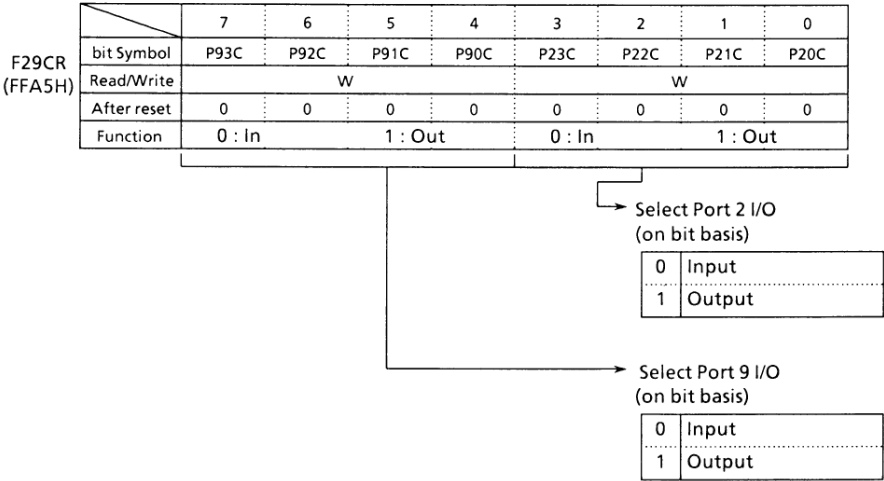 7 6 5 4 3 2 1 0
F29CR
(FFA5H)
bit Symbol P93C P92C P91C P90C P23C P22C P21C P20C
Read/Write W W
After reset 0 0 0 0 0 0 0 0
Function 0 : In 1 : Out 0 : In 1 : Out
Select Port 2 I/O
(on bit basis)
0 Input
1 Output
Select Port 9 I/O
(on bit basis)
0 Input
1 Output